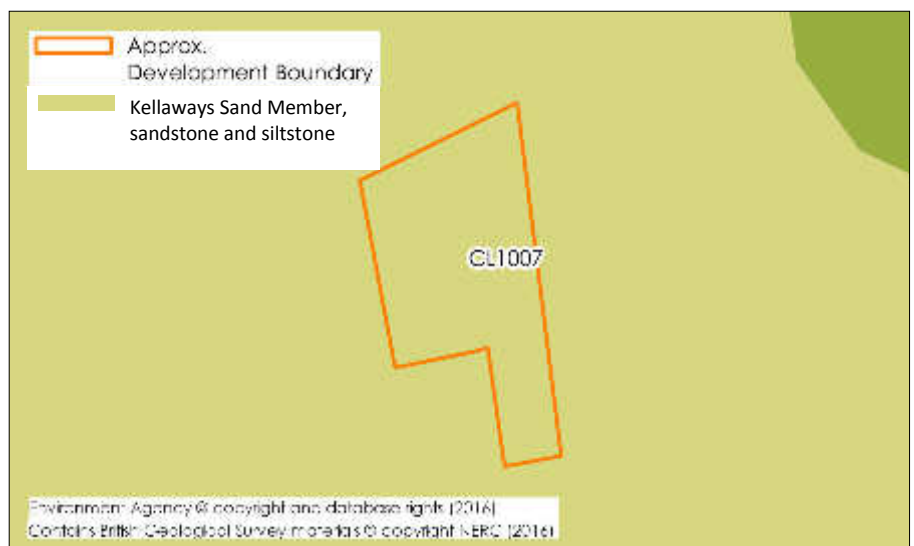 Approx.
Development Boundary
Kellaways Sand Member,
sandstone and siltstone
CL1007
Environment Agency © copyright and database rights (2016)
Contains British Geological Survey materials © copyright NERC (2016)